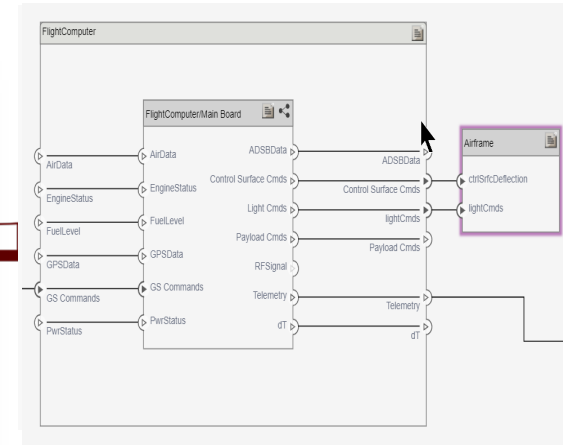 FlightComputer
FlightComputer/Main Board
AirData
EngineStatus
FuelLevel
GPSData
GS Commands
PwrStatus
AirData
EngineStatus
FuelLevel
GPSData
GS Commands
PwrStatus
ADSBData
Control Surface Cmds
Light Cmds
Payload Cmds
RFSignal
Telemetry
dT
ADSBData
Control Surface Cmds
lightCmds
Payload Cmds
Telemetry
dT
Airframe
ctrlSrfcDeflection
lightCmds